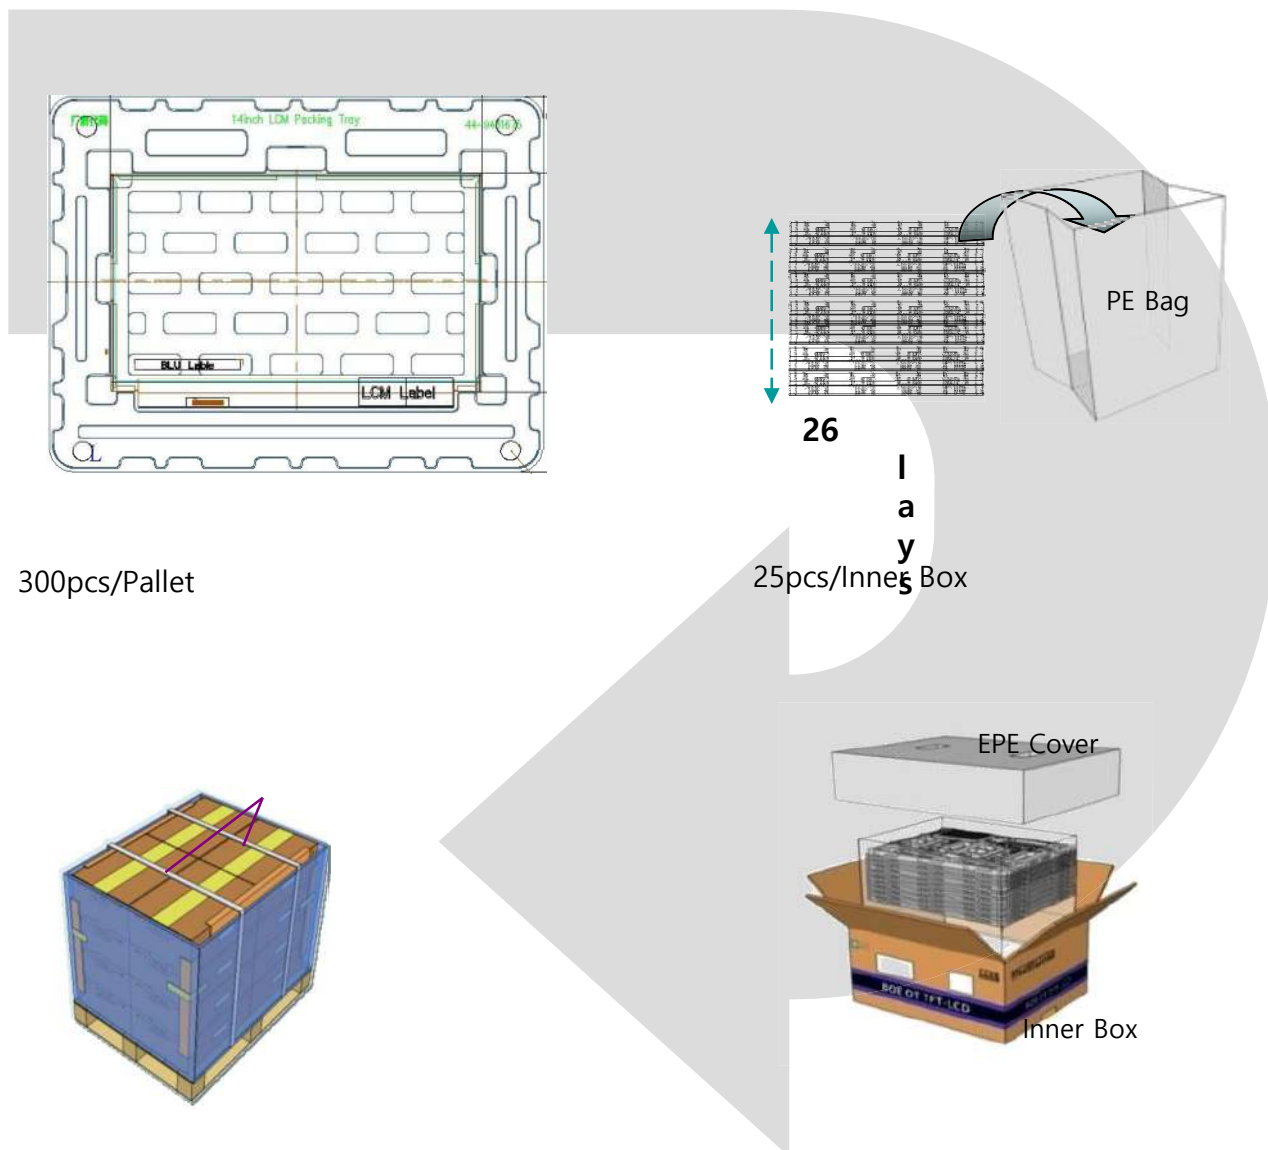 14inch LCM Packing Tray
BLU Lable
LCM Label
L
PE Bag
26
l
a
y
s
300pcs/Pallet
25pcs/Inner Box
EPE Cover
BOE OT TFT-LCD
Inner Box